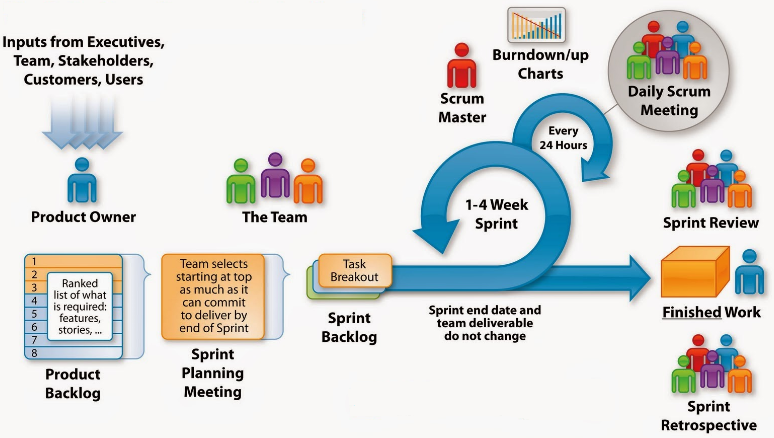 Inputs from Executives,
Team, Stakeholders,
Customers, Users
Product Owner
The Team
1
2
3
4
5
6
7
8
Ranked
list of what
is required:
features,
stories, ...
Product
Backlog
Team selects
starting at top
as much as it
can commit
to deliver by
end of Sprint
Sprint
Planning
Meeting
Task
Breakout
Sprint
Backlog
Scrum
Master
Burndown/up
Charts
Every
24 Hours
Daily Scrum
Meeting
1-4 Week
Sprint
Sprint end date and
team deliverable
do not change
Sprint Review
Finished Work
Sprint
Retrospective